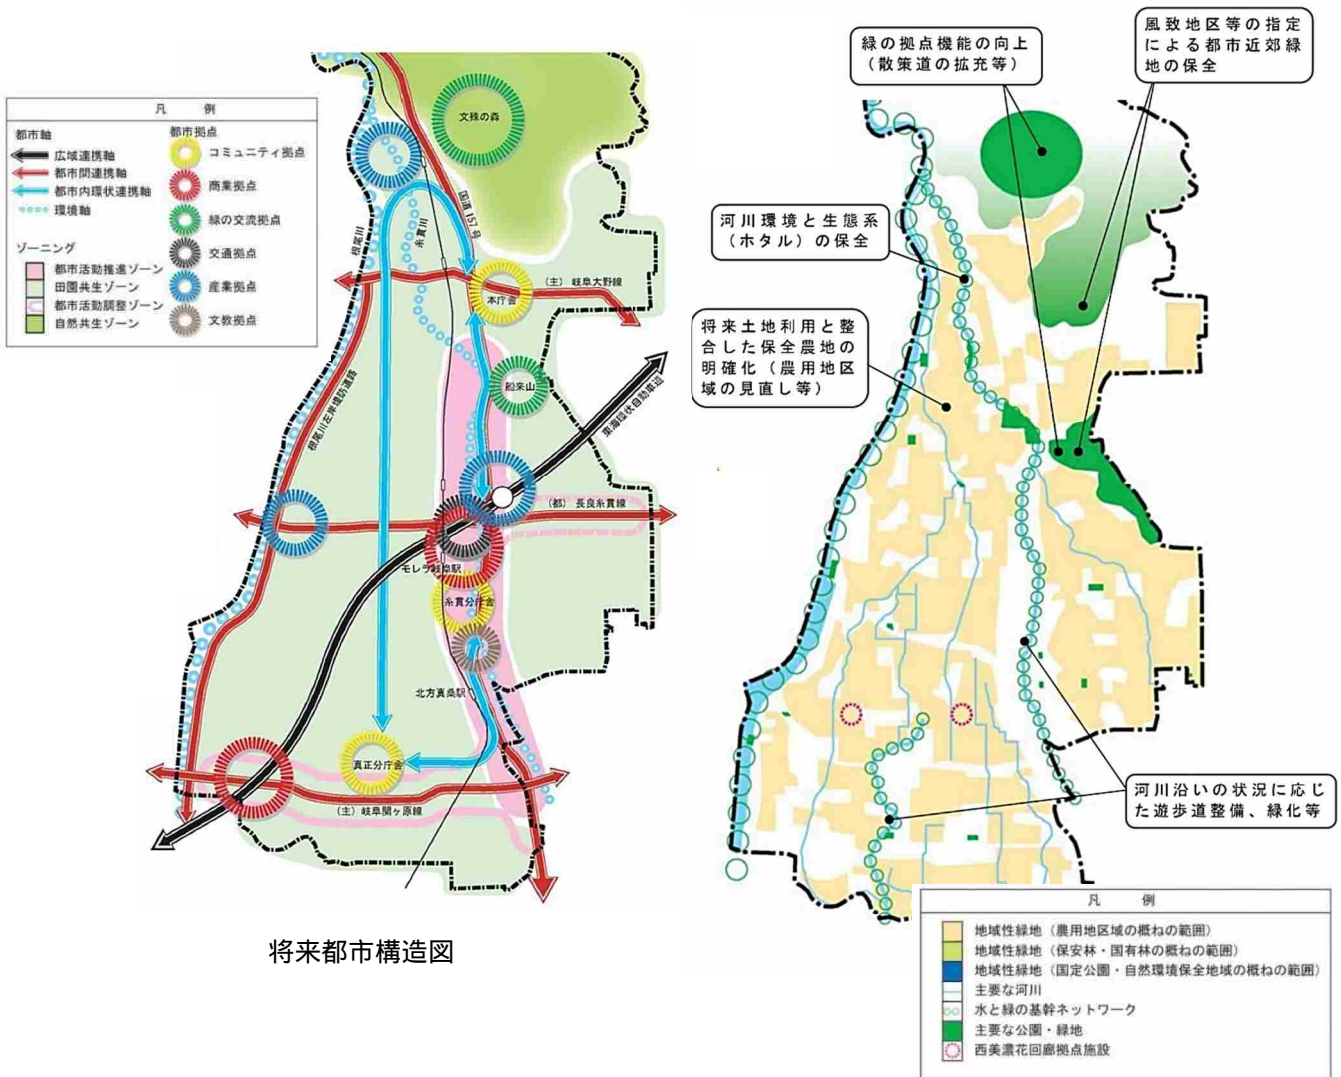 凡　例
都市軸
広域連携軸
都市間連携軸
都市内環状連携軸
環境軸
ゾーニング
都市活動推進ゾーン
田園共生ゾーン
都市活動調整ゾーン
自然共生ゾーン
都市拠点
コミュニティ拠点
商業拠点
緑の交流拠点
交通拠点
産業拠点
文教拠点
文殊の森
国道157号
糸貫川
根尾川
本庁舎
(主) 岐阜大野線
船来山
根尾川左岸堤防道路
東海環状自動車道
(都) 長良糸貫線
モレラ岐阜駅
糸貫分庁舎
北方真桑駅
真正分庁舎
(主) 岐阜関ヶ原線
将来都市構造図
緑の拠点機能の向上
(散策道の拡充等)
風致地区等の指定
による都市近郊緑
地の保全
河川環境と生態系
(ホタル) の保全
将来土地利用と整
合した保全農地の
明確化 (農用地区
域の見直し等)
河川沿いの状況に応じ
た遊歩道整備、緑化等
凡　例
地域性緑地 (農用地区域の概ねの範囲)
地域性緑地 (保安林・国有林の概ねの範囲)
地域性緑地 (国定公園・自然環境保全地域の概ねの範囲)
主要な河川
水と緑の基幹ネットワーク
主要な公園・緑地
西美濃花回廊拠点施設